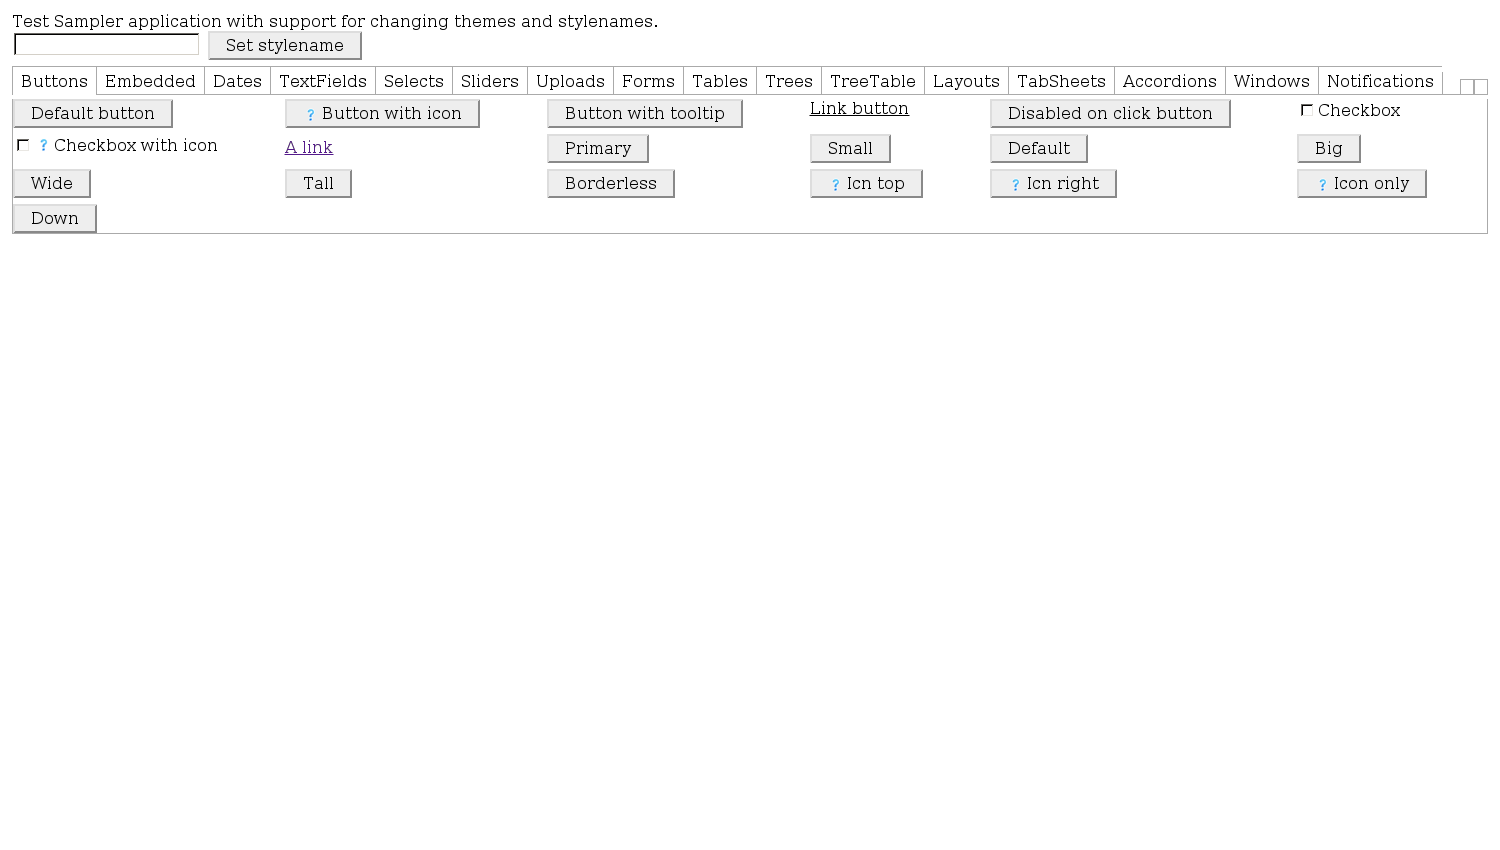 Test Sampler application with support for changing themes and stylenames.
Set stylename
Buttons Embedded Dates TextFields Selects Sliders Uploads Forms Tables Trees TreeTable Layouts TabSheets Accordions Windows Notifications
Default button ? Button with icon Button with tooltip Link button Disabled on click button Checkbox
? Checkbox with icon A link Primary Small Default Big
Wide Tall Borderless ? Icn top ? Icn right ? Icon only
Down